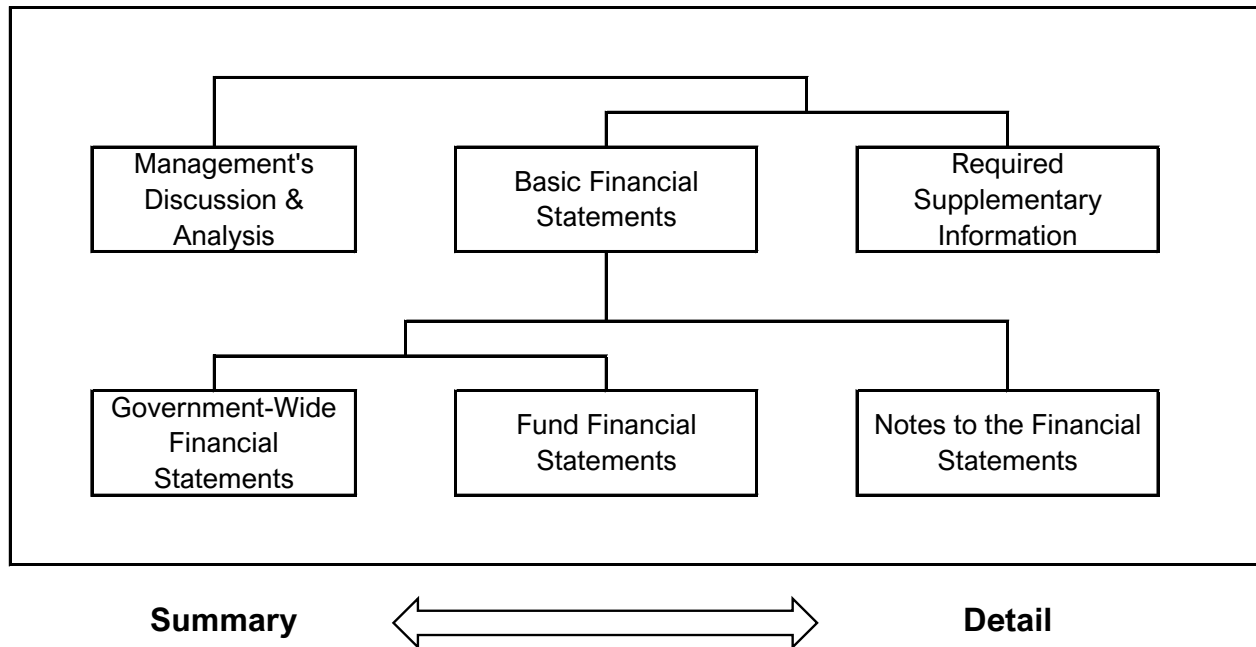 Management's
Discussion &
Analysis
Basic Financial
Statements
Required
Supplementary
Information
Government-Wide
Financial
Statements
Fund Financial
Statements
Notes to the Financial
Statements
Summary
Detail